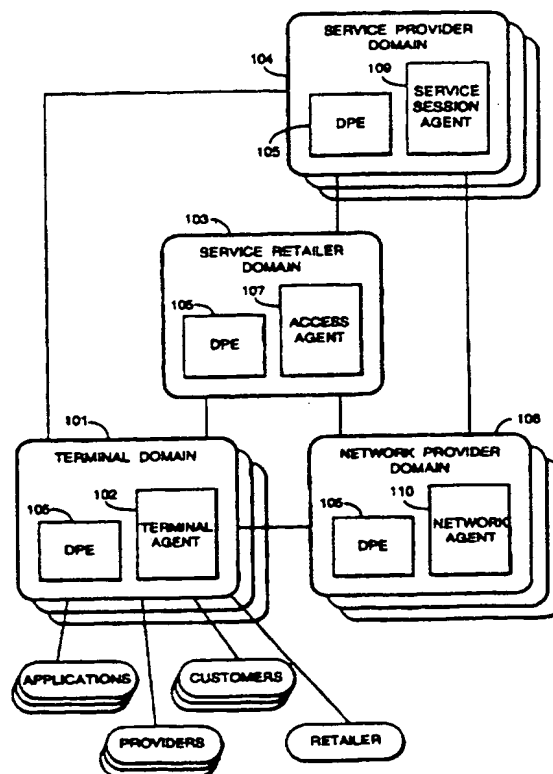 SERVICE PROVIDER
DOMAIN
104
109
SERVICE
SESSION
AGENT
DPE
105
103
SERVICE RETAILER
DOMAIN
107
105
ACCESS
AGENT
DPE
101
108
TERMINAL DOMAIN
NETWORK PROVIDER
DOMAIN
102
105
TERMINAL
AGENT
DPE
110
105
NETWORK
AGENT
DPE
APPLICATIONS
CUSTOMERS
PROVIDERS
RETAILER